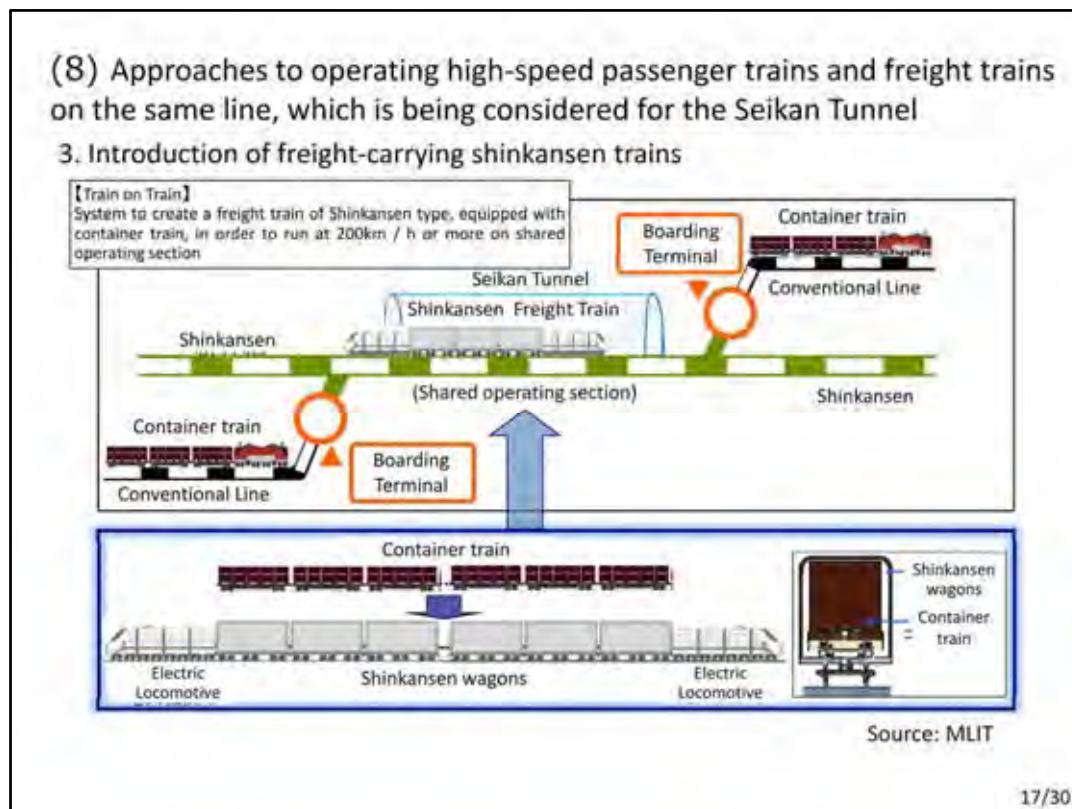 (8) Approaches to operating high-speed passenger trains and freight trains
on the same line, which is being considered for the Seikan Tunnel
3. Introduction of freight-carrying shinkansen trains
【Train on Train】
System to create a freight train of Shinkansen type, equipped with
container train, in order to run at 200km / h or more on shared
operating section
Boarding
Terminal
Container train
Conventional Line
Seikan Tunnel
Shinkansen Freight Train
Shinkansen
(Shared operating section)
Shinkansen
Container train
Conventional Line
Boarding
Terminal
Container train
Electric
Locomotive
Shinkansen wagons
Electric
Locomotive
Shinkansen
wagons
Container
train
Source: MLIT
17/30